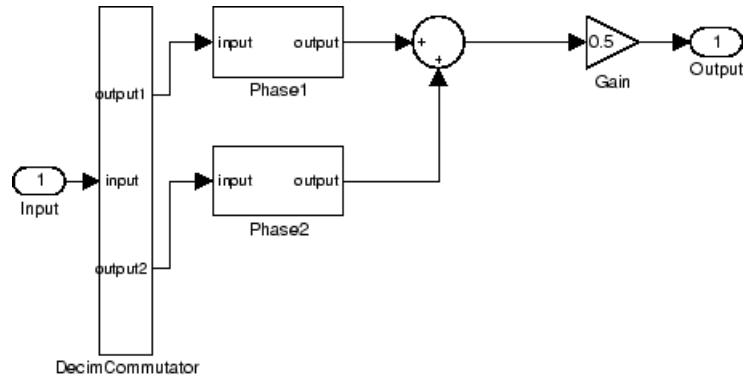 output1
input
output2
DecimCommutator
1
Input
input output
Phase1
input output
Phase2
+
+
0.5
Gain
1
Output